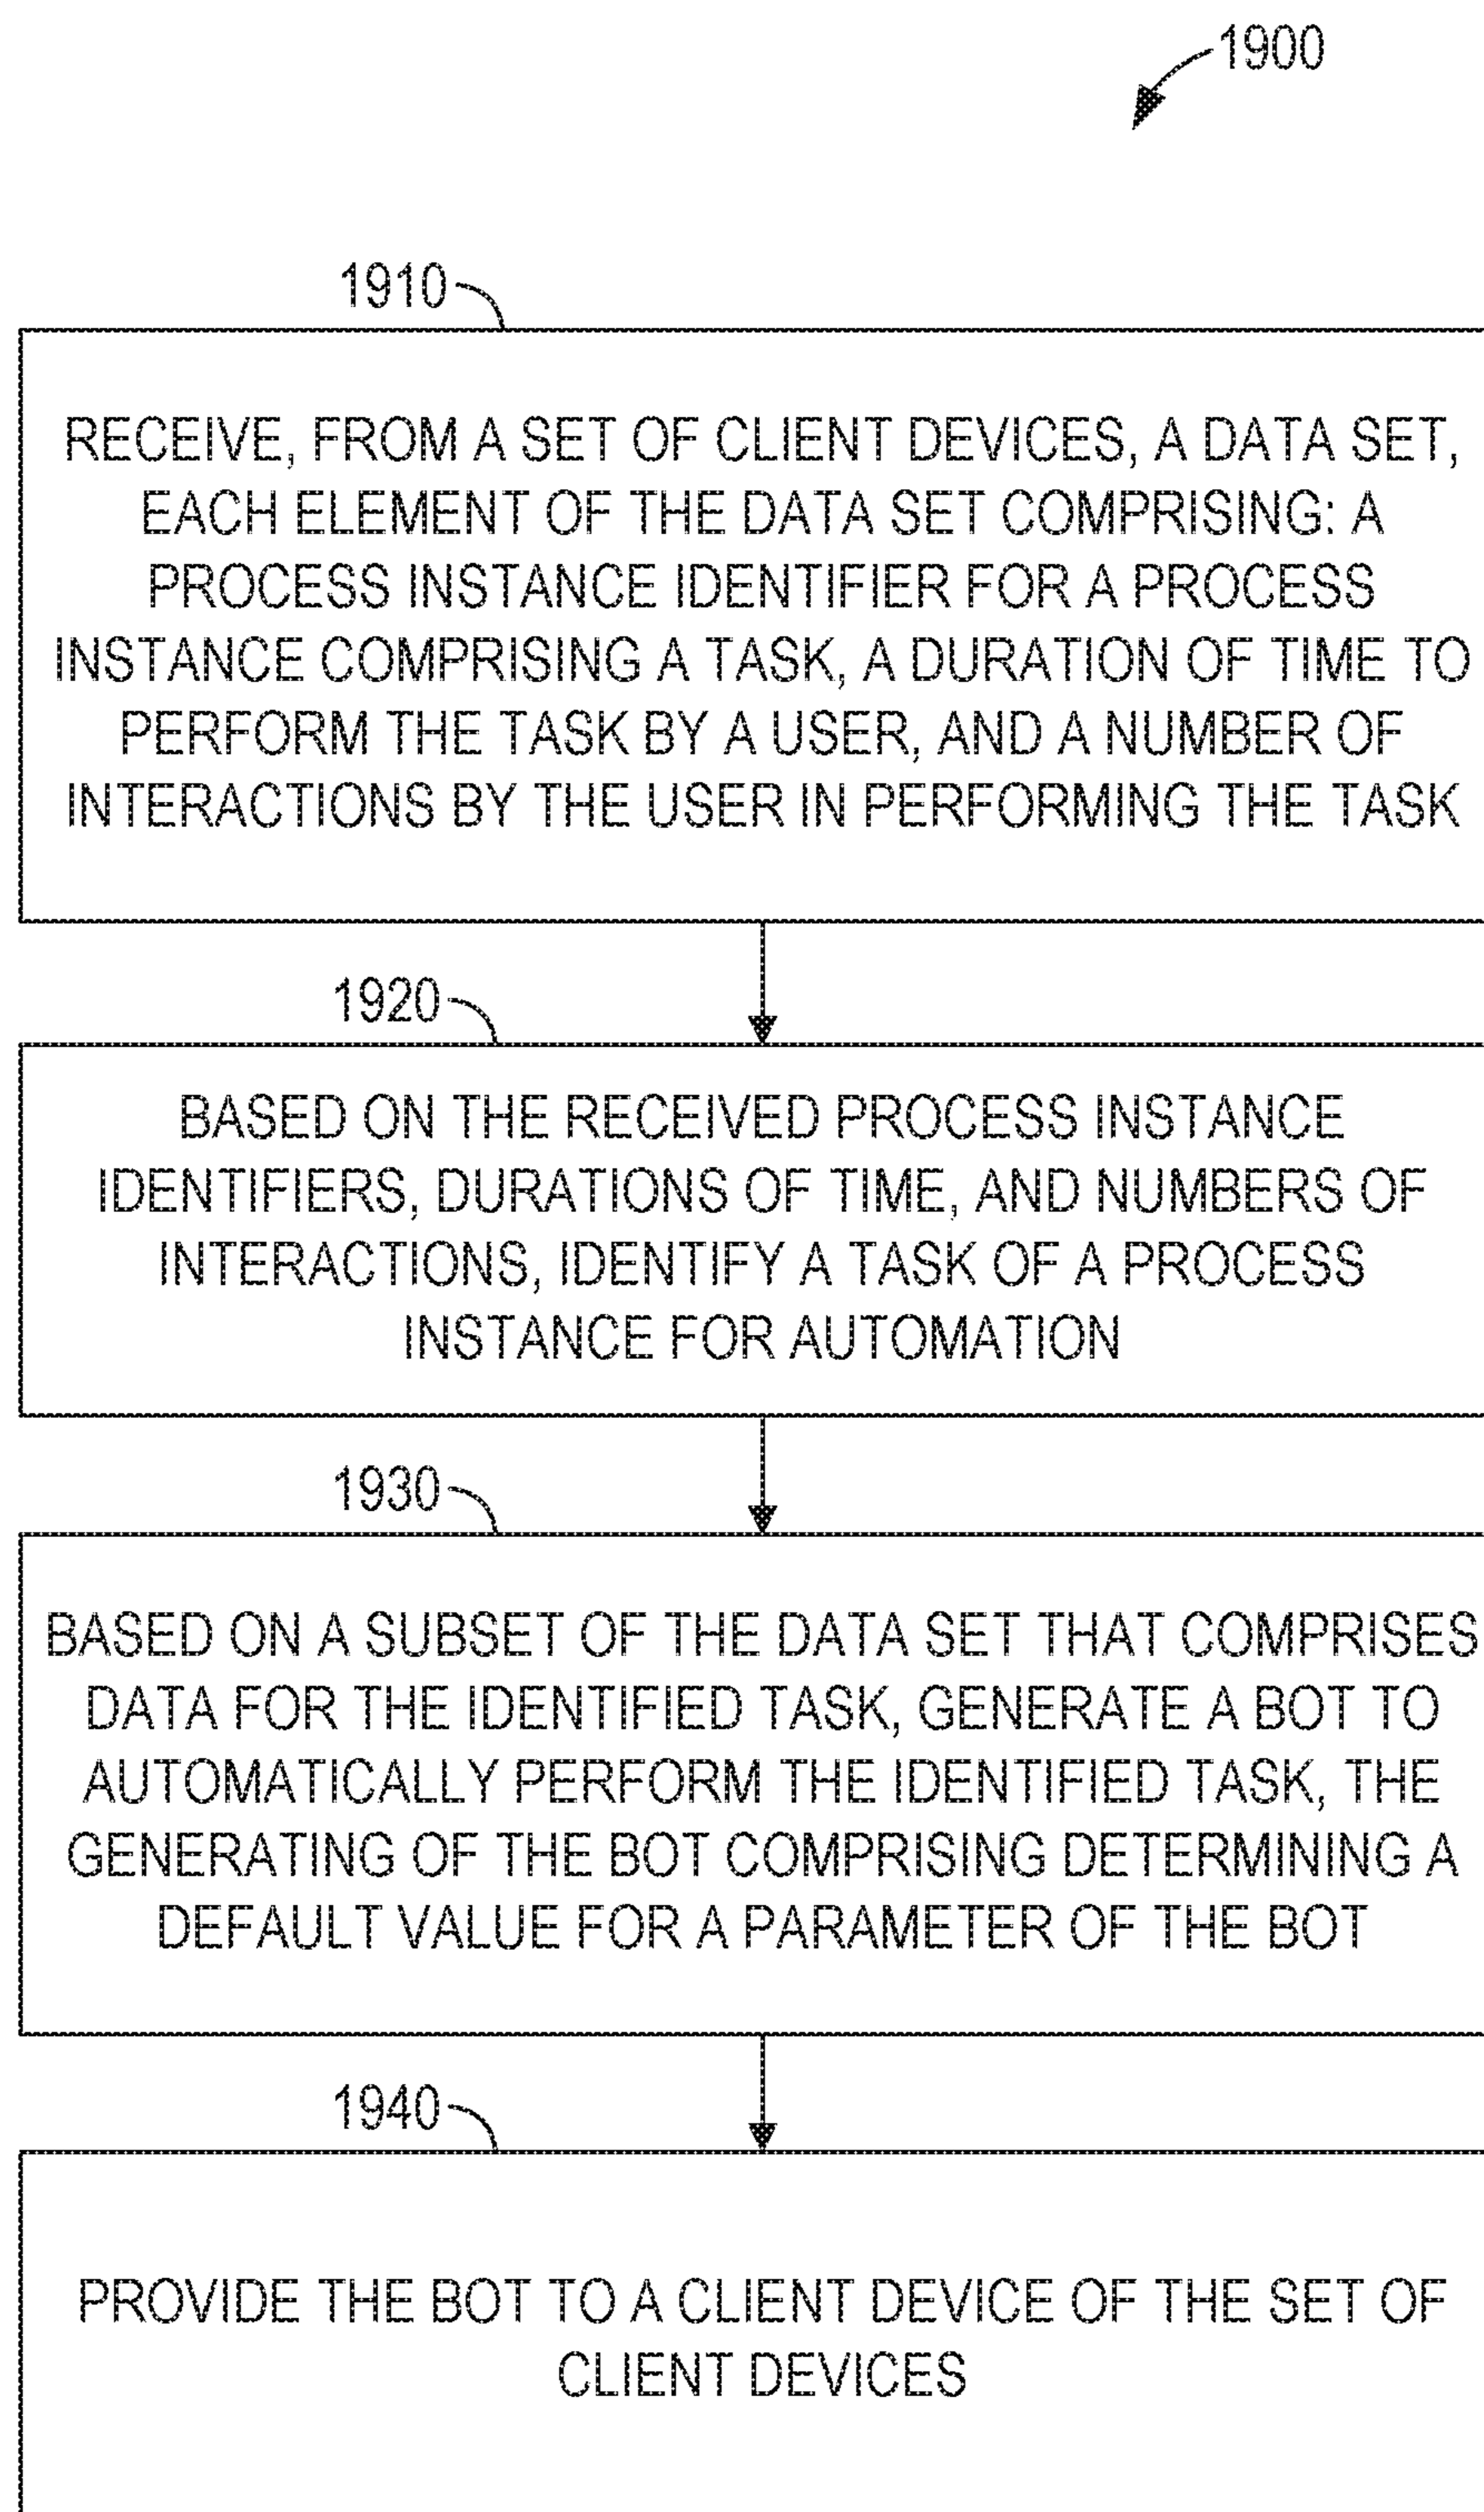 1900
1910
RECEIVE, FROM A SET OF CLIENT DEVICES, A DATA SET,
EACH ELEMENT OF THE DATA SET COMPRISING: A
PROCESS INSTANCE IDENTIFIER FOR A PROCESS
INSTANCE COMPRISING A TASK, A DURATION OF TIME TO
PERFORM THE TASK BY A USER, AND A NUMBER OF
INTERACTIONS BY THE USER IN PERFORMING THE TASK
1920
BASED ON THE RECEIVED PROCESS INSTANCE
IDENTIFIERS, DURATIONS OF TIME, AND NUMBERS OF
INTERACTIONS, IDENTIFY A TASK OF A PROCESS
INSTANCE FOR AUTOMATION
1930
BASED ON A SUBSET OF THE DATA SET THAT COMPRISES
DATA FOR THE IDENTIFIED TASK, GENERATE A BOT TO
AUTOMATICALLY PERFORM THE IDENTIFIED TASK, THE
GENERATING OF THE BOT COMPRISING DETERMINING A
DEFAULT VALUE FOR A PARAMETER OF THE BOT
1940
PROVIDE THE BOT TO A CLIENT DEVICE OF THE SET OF
CLIENT DEVICES